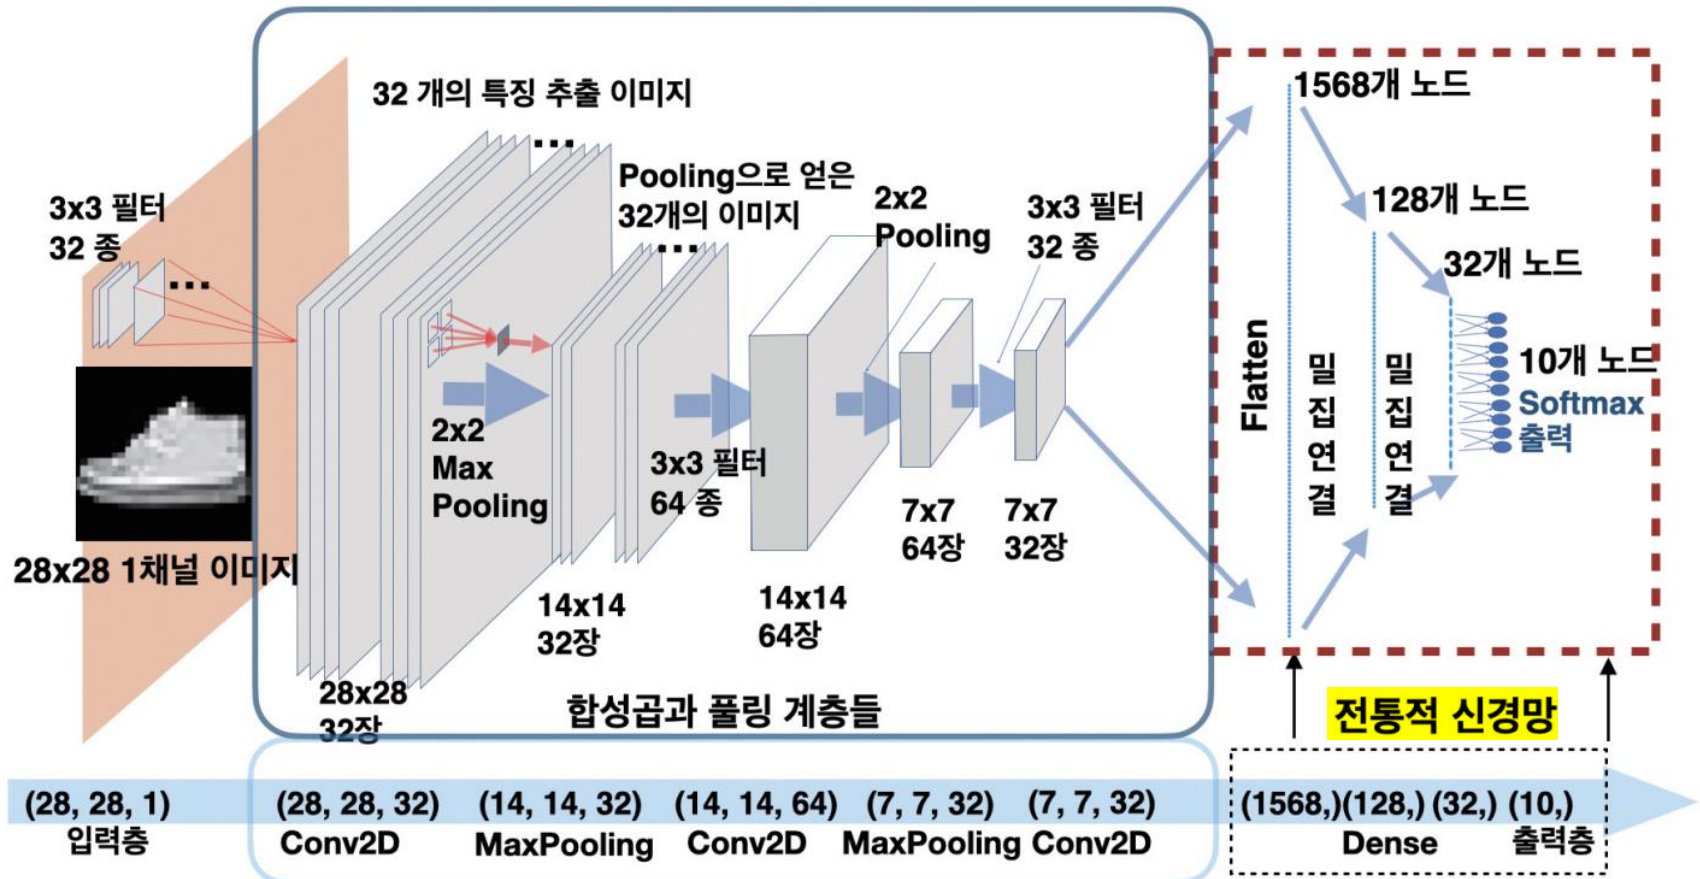 32 개의 특징 추출 이미지
3x3 필터
32 종
...
28x28 1채널 이미지
...
Pooling으로 얻은
32개의 이미지
...
2x2
Max
Pooling
28x28
32장
14x14
32장
3x3 필터
64 종
14x14
64장
2x2
Pooling
7x7
64장
3x3 필터
32 종
7x7
32장
합성곱과 풀링 계층들
1568개 노드
128개 노드
32개 노드
Flatten
밀
집
연
결
밀
집
연
결
10개 노드
Softmax
출력
전통적 신경망
(28, 28, 1)
입력층
(28, 28, 32)
Conv2D
(14, 14, 32)
MaxPooling
(14, 14, 64)
Conv2D
(7, 7, 32)
MaxPooling
(7, 7, 32)
Conv2D
(1568,)(128,) (32,) (10,)
Dense
출력층